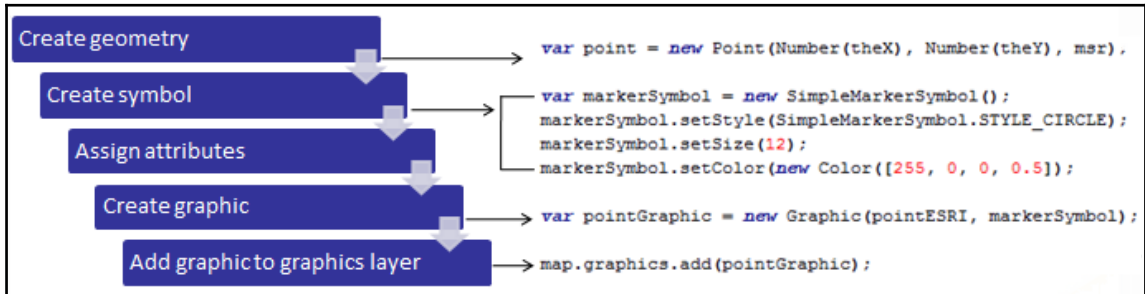 Create geometry
var point = new Point(Number(theX), Number(theY), msr),
Create symbol
var markerSymbol = new SimpleMarkerSymbol();
markerSymbol.setStyle(SimpleMarkerSymbol.STYLE_CIRCLE);
markerSymbol.setSize(12);
markerSymbol.setColor(new Color([255, 0, 0, 0.5]);
Assign attributes
Create graphic
var pointGraphic = new Graphic(pointESRI, markerSymbol);
Add graphic to graphics layer
map.graphics.add(pointGraphic);